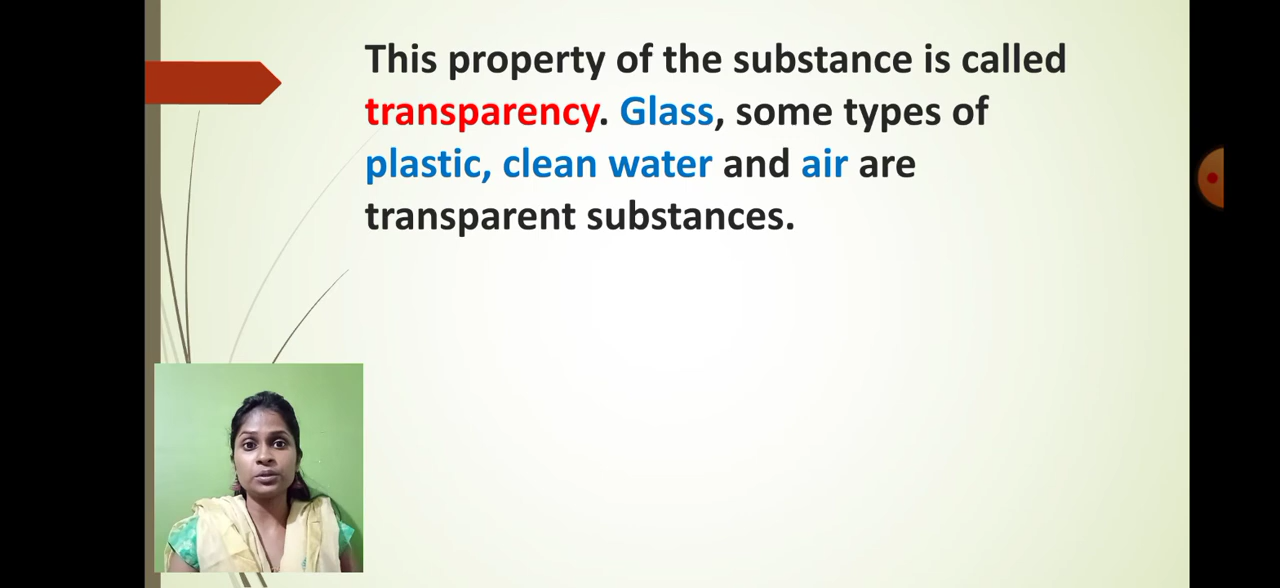 This property of the substance is called
transparency. Glass, some types of
plastic, clean water and air are
transparent substances.